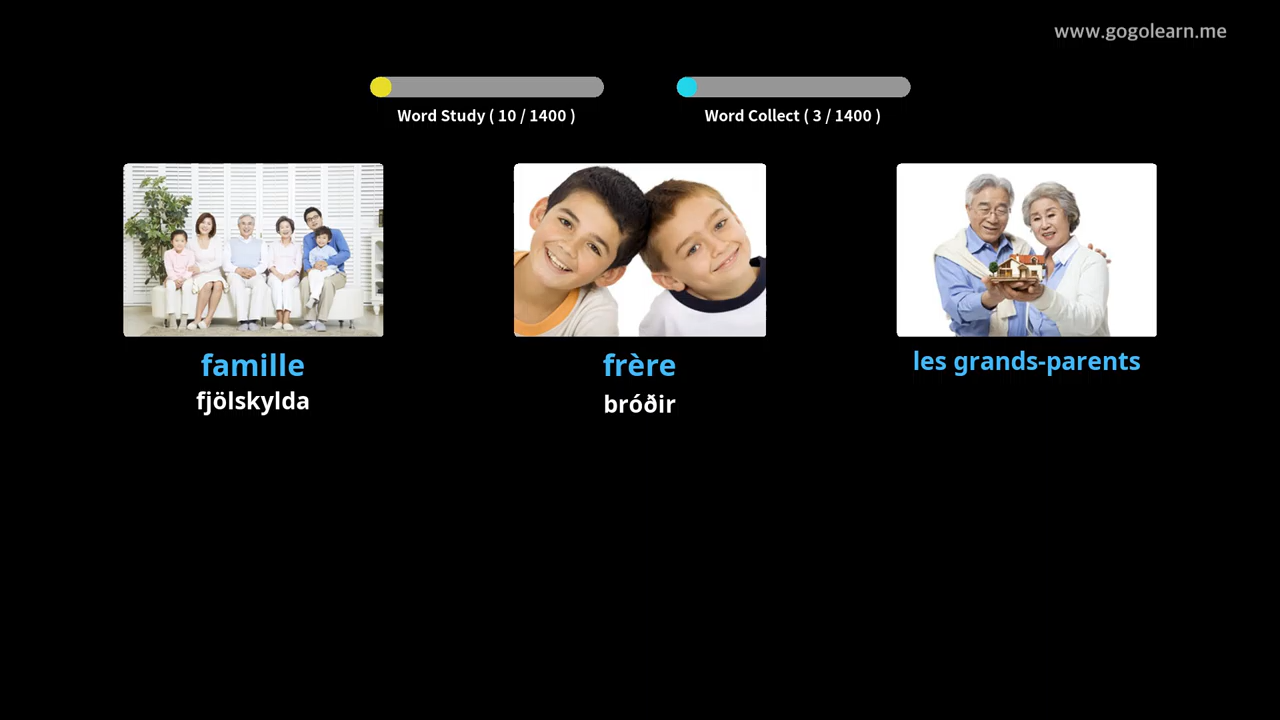 www.gogolearn.me
Word Study ( 10 / 1400 )
Word Collect ( 3 / 1400 )
famille
fjölskylda
frère
bróðir
les grands-parents